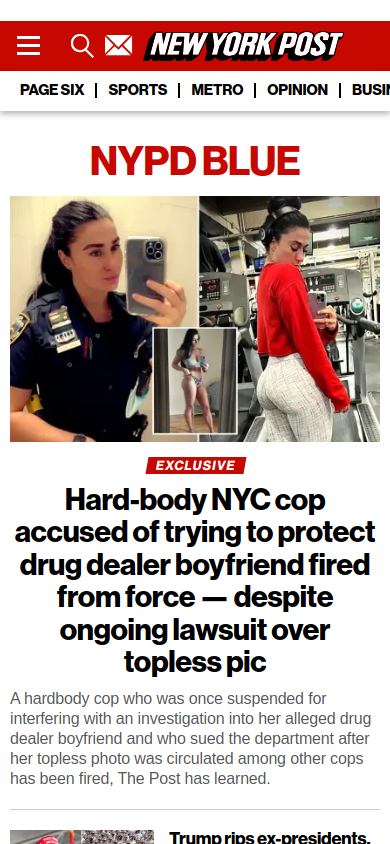 NEW YORK POST
PAGE SIX | SPORTS | METRO | OPINION | BUSIN
NYPD BLUE
EXCLUSIVE
Hard-body NYC cop
accused of trying to protect
drug dealer boyfriend fired
from force — despite
ongoing lawsuit over
topless pic
A hardbody cop who was once suspended for
interfering with an investigation into her alleged drug
dealer boyfriend and who sued the department after
her topless photo was circulated among other cops
has been fired, The Post has learned.
Trump rips ex-presidents,